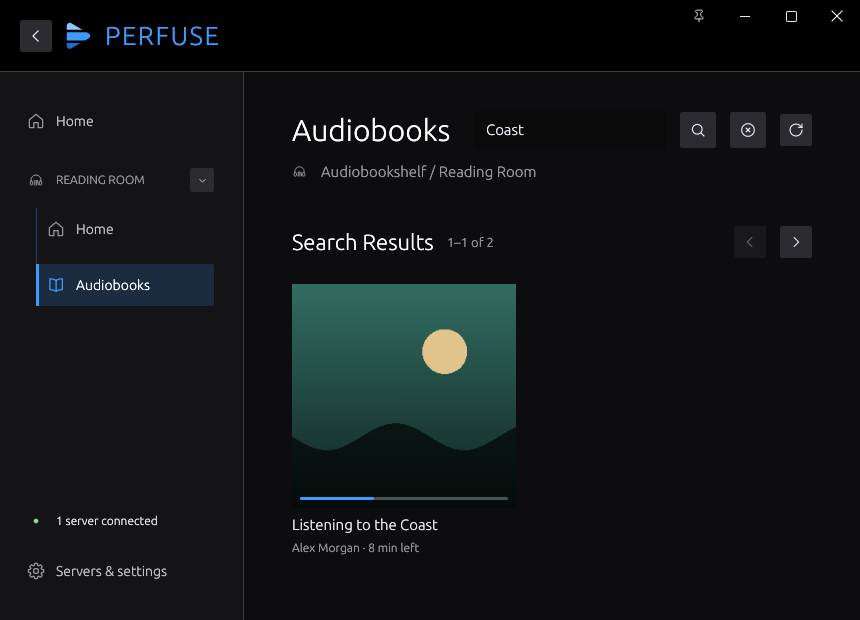 PERFUSE
Home
READING ROOM
Home
Audiobooks
1 server connected
Servers & settings
Audiobooks
Coast
Audiobookshelf / Reading Room
Search Results
1–1 of 2
Listening to the Coast
Alex Morgan · 8 min left